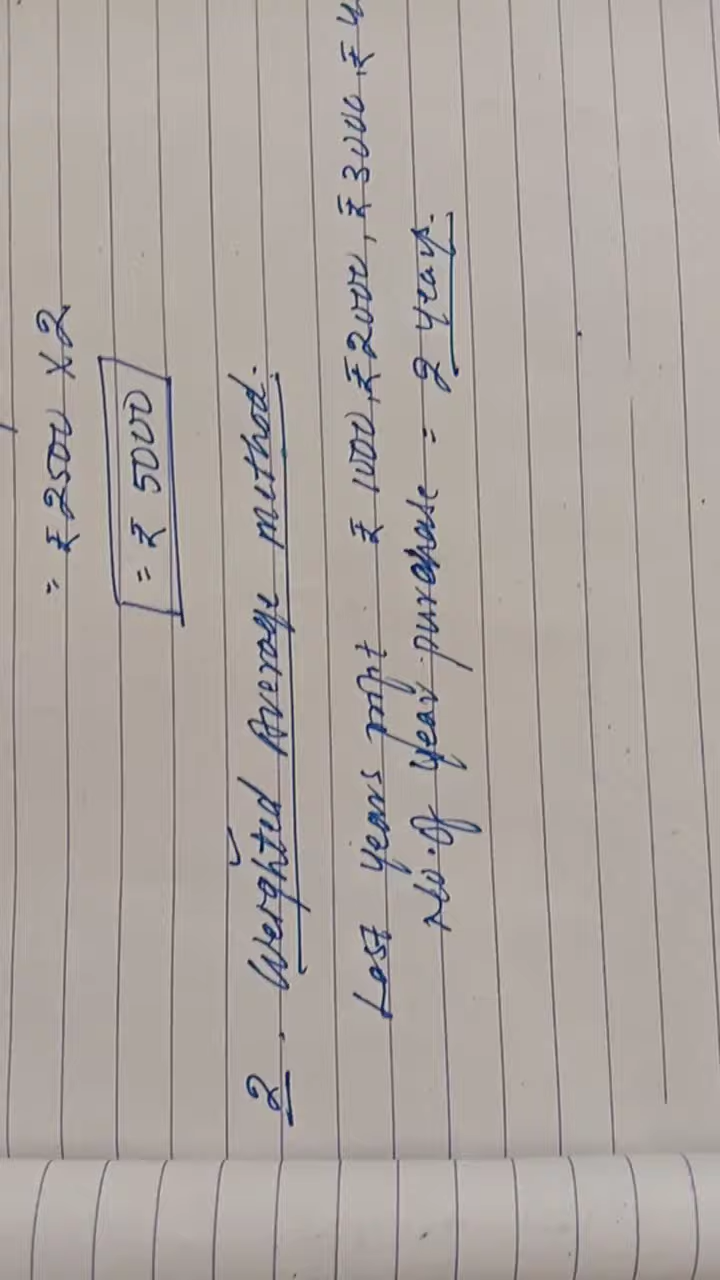 = ₹ 2500 × 2
= ₹ 5000
2. Weighted Average method.
Last years profit ₹ 1000, ₹ 2000, ₹ 3000, ₹ 4
No. of year purchase = 2 years.